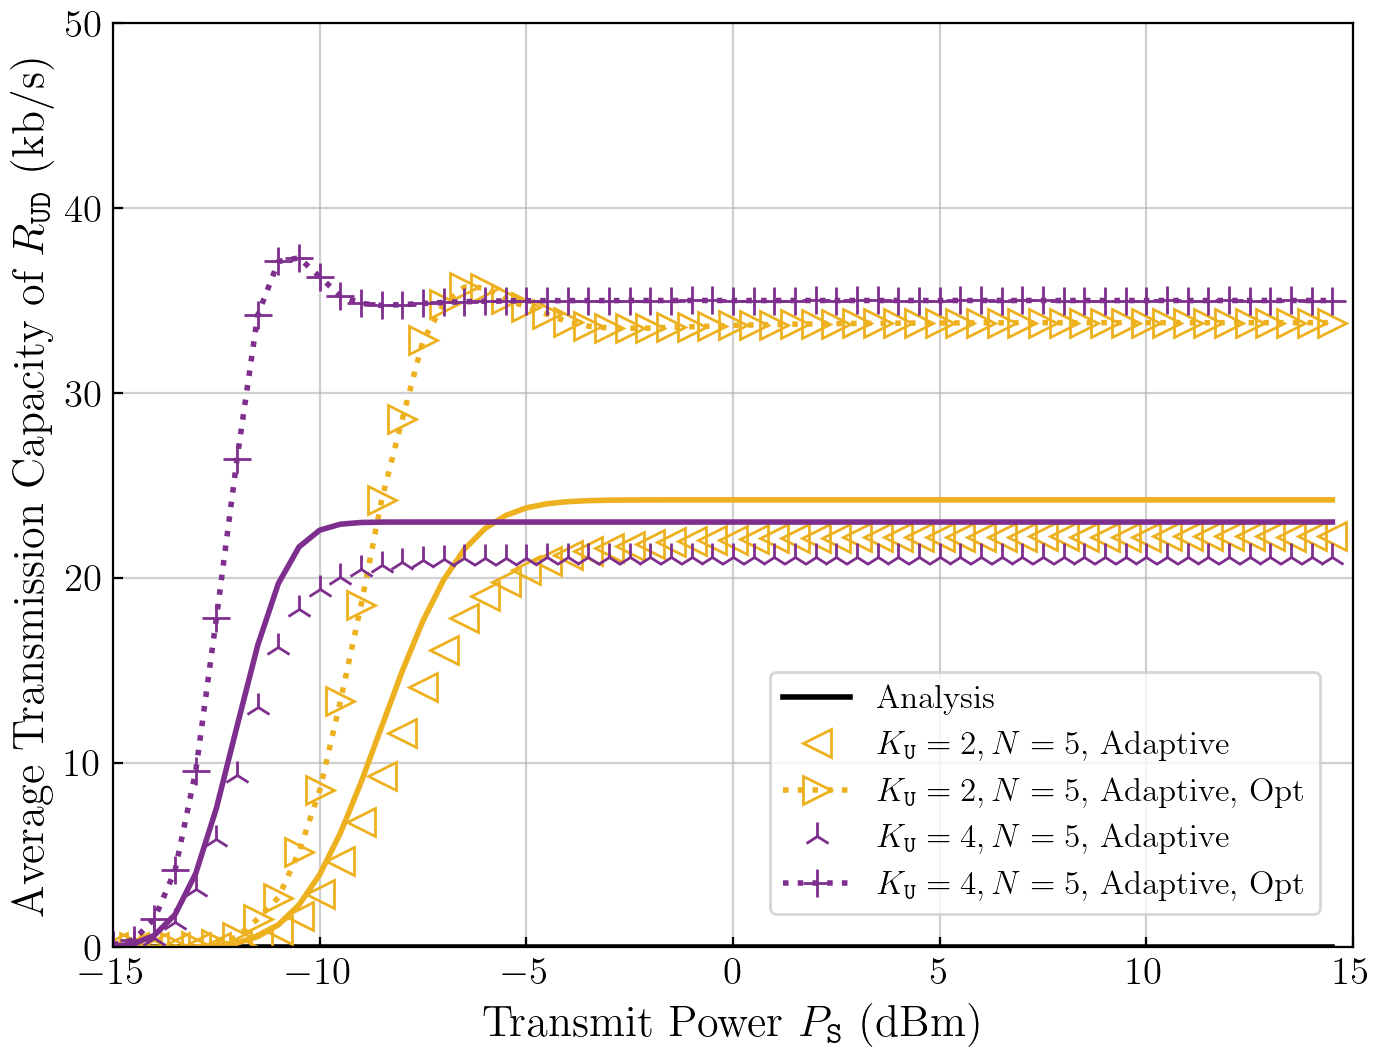 Average Transmission Capacity of R_UD (kb/s)
50
40
30
20
10
0
Analysis
K_U = 2, N = 5, Adaptive
K_U = 2, N = 5, Adaptive, Opt
K_U = 4, N = 5, Adaptive
K_U = 4, N = 5, Adaptive, Opt
−15 −10 −5 0 5 10 15
Transmit Power P_S (dBm)